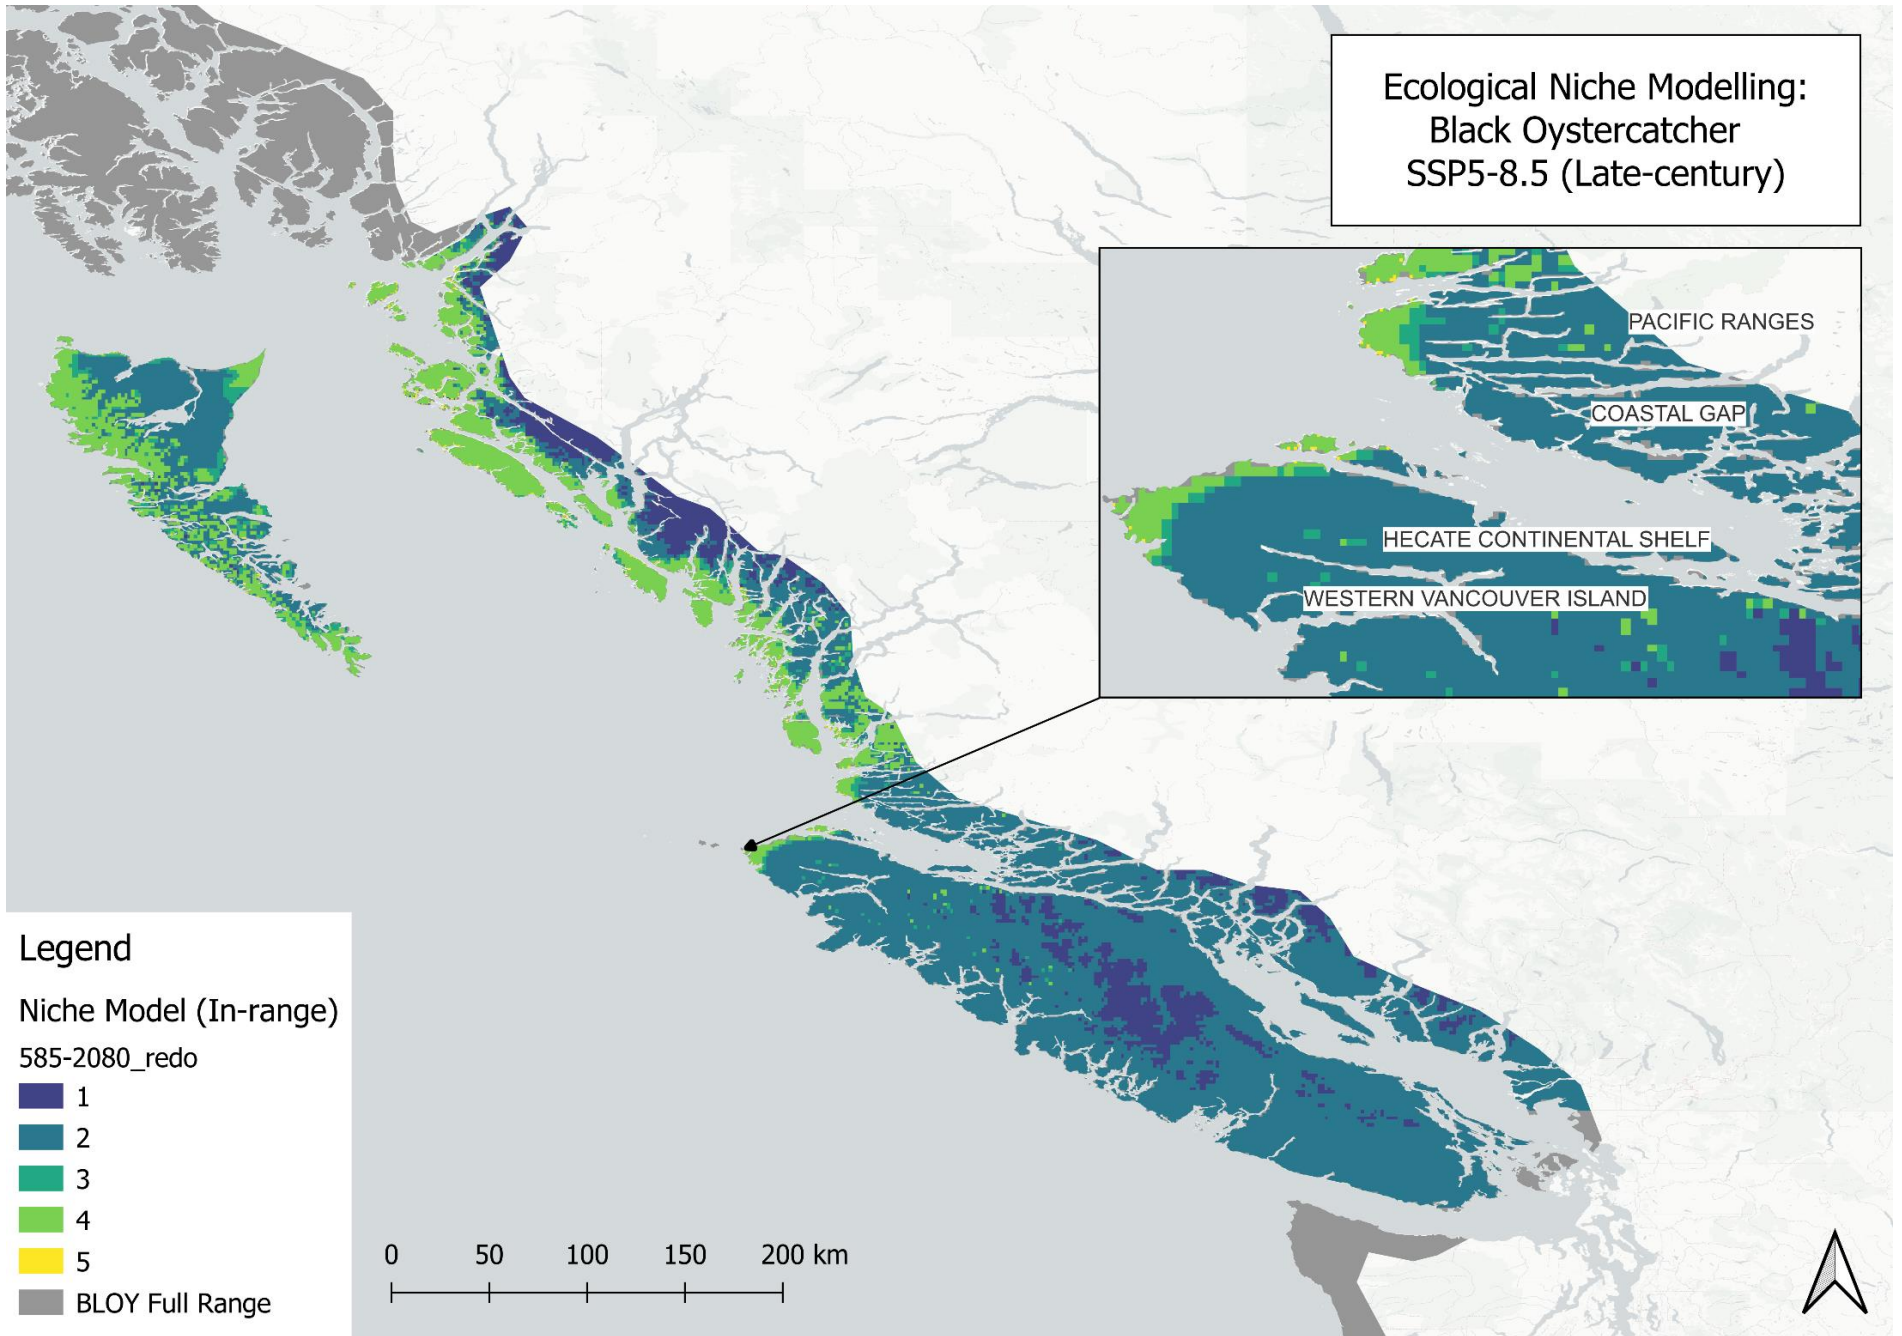 Ecological Niche Modelling:
Black Oystercatcher
SSP5-8.5 (Late-century)
PACIFIC RANGES
COASTAL GAP
HECATE CONTINENTAL SHELF
WESTERN VANCOUVER ISLAND
Legend
Niche Model (In-range)
585-2080_redo
1
2
3
4
5
BLOY Full Range
0 50 100 150 200 km